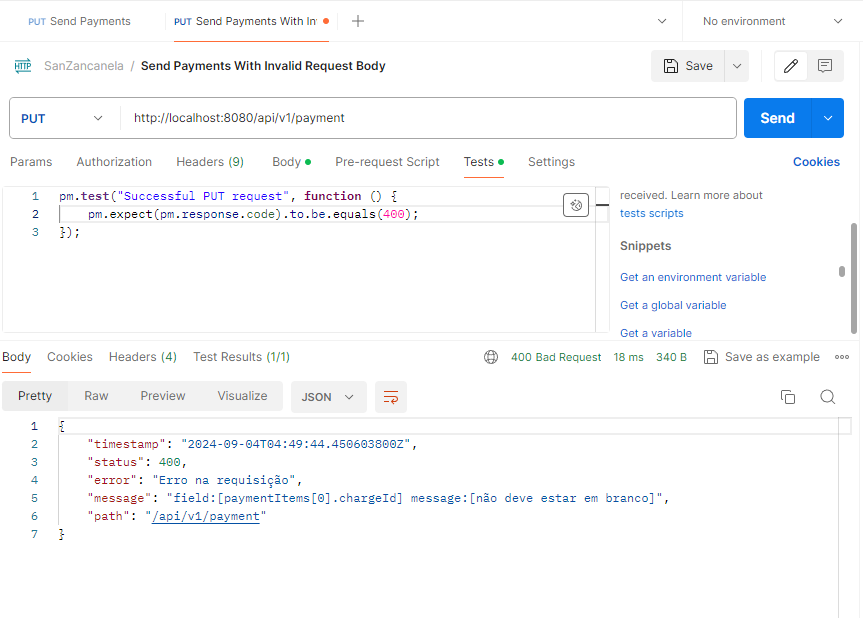 PUT Send Payments
PUT Send Payments With In
No environment
HTTP SanZancanela / Send Payments With Invalid Request Body
Save
PUT
http://localhost:8080/api/v1/payment
Send
Params Authorization Headers (9) Body Pre-request Script Tests Settings Cookies
1 pm.test("Successful PUT request", function () {
2 pm.expect(pm.response.code).to.be.equals(400);
3 });
received. Learn more about
tests scripts
Snippets
Get an environment variable
Get a global variable
Get a variable
Body Cookies Headers (4) Test Results (1/1) 400 Bad Request 18 ms 340 B Save as example
Pretty Raw Preview Visualize JSON
1 {
2 "timestamp": "2024-09-04T04:49:44.450603800Z",
3 "status": 400,
4 "error": "Erro na requisição",
5 "message": "field:[paymentItems[0].chargeId] message:[não deve estar em branco]",
6 "path": "/api/v1/payment"
7 }